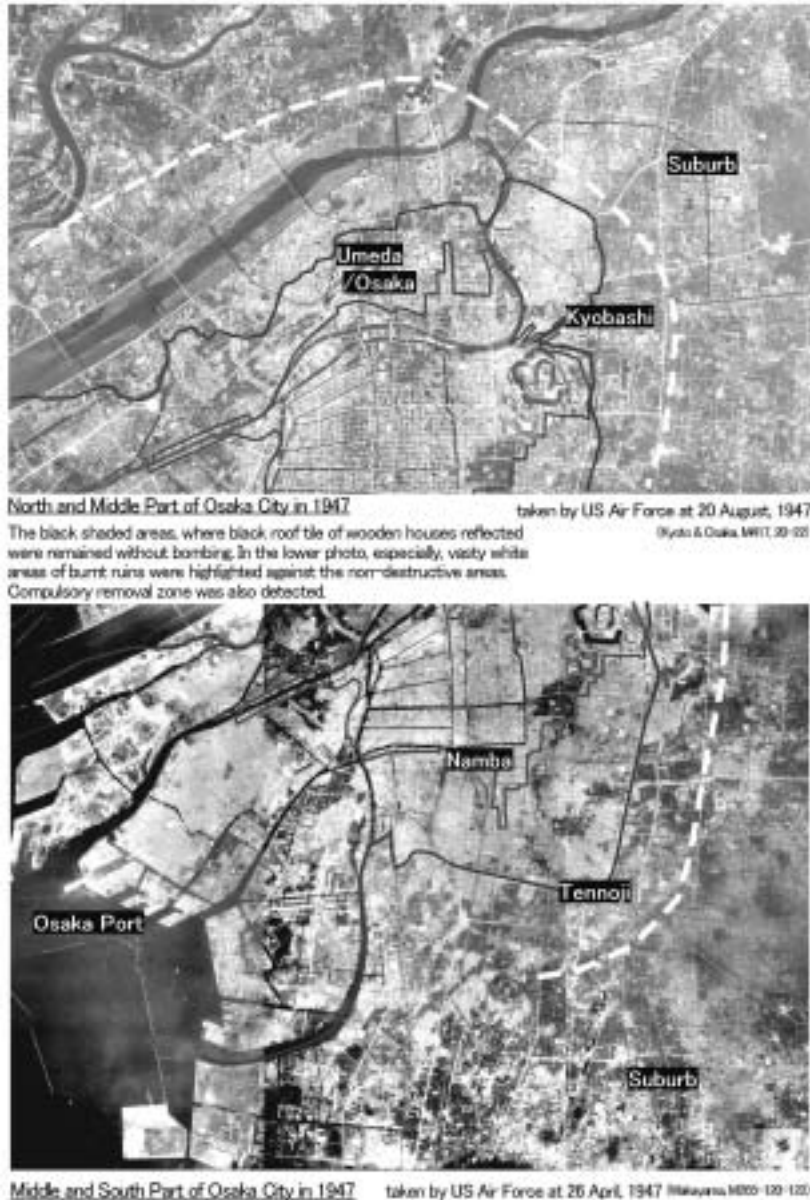 Suburb
Umeda
/Osaka
Kyobashi
North and Middle Part of Osaka City in 1947
taken by US Air Force at 20 August, 1947
The black shaded areas, where black roof tile of wooden houses reflected
were remained without bombing. In the lower photo, especially, vasty white
areas of burnt ruins were highlighted against the non-destructive areas.
Compulsory removal zone was also detected.
Namba
Tennoji
Osaka Port
Suburb
Middle and South Part of Osaka City in 1947
taken by US Air Force at 26 April, 1947